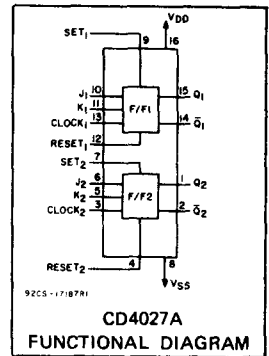 SET1
9
VDD
16
J1 10
K1 11
CLOCK1 13
F/F1
15 Q1
14 Q̅1
RESET1 12
SET2 7
J2 6
K2 5
CLOCK2 3
F/F2
1 Q2
2 Q̅2
RESET2 4
8
VSS
92CS-17187R1
CD4027A
FUNCTIONAL DIAGRAM